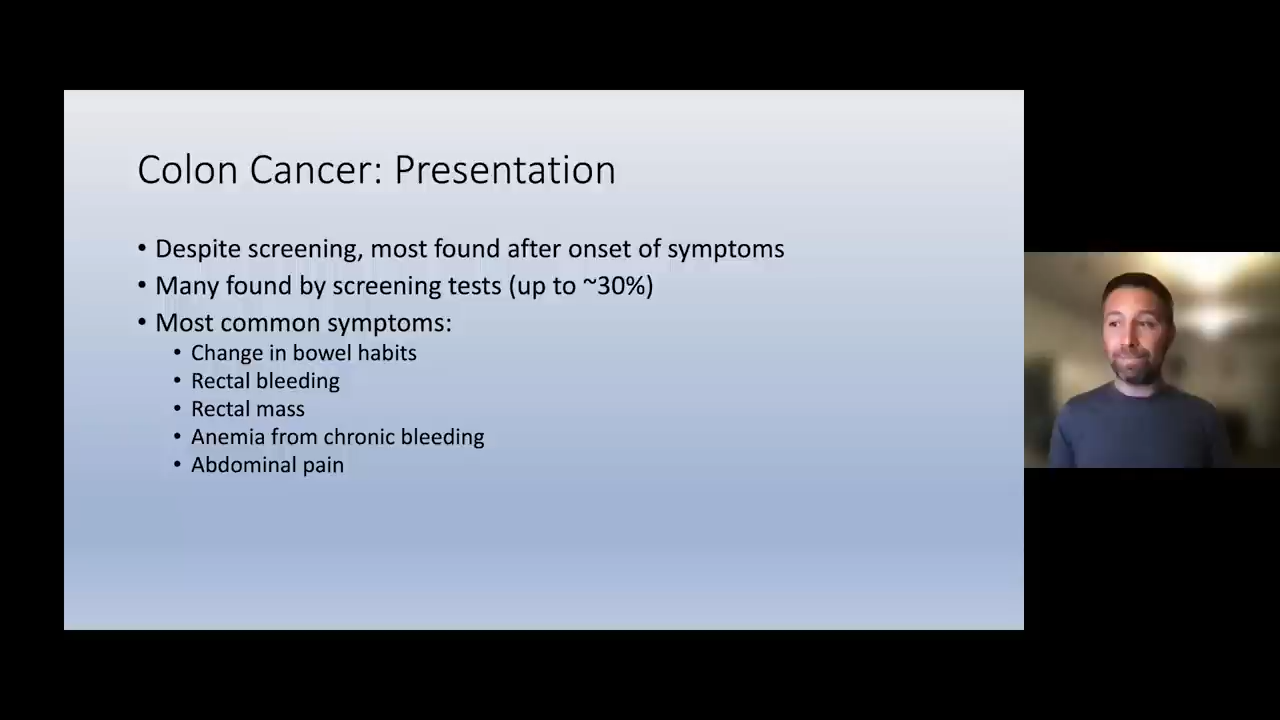 Colon Cancer: Presentation
• Despite screening, most found after onset of symptoms
• Many found by screening tests (up to ~30%)
• Most common symptoms:
• Change in bowel habits
• Rectal bleeding
• Rectal mass
• Anemia from chronic bleeding
• Abdominal pain